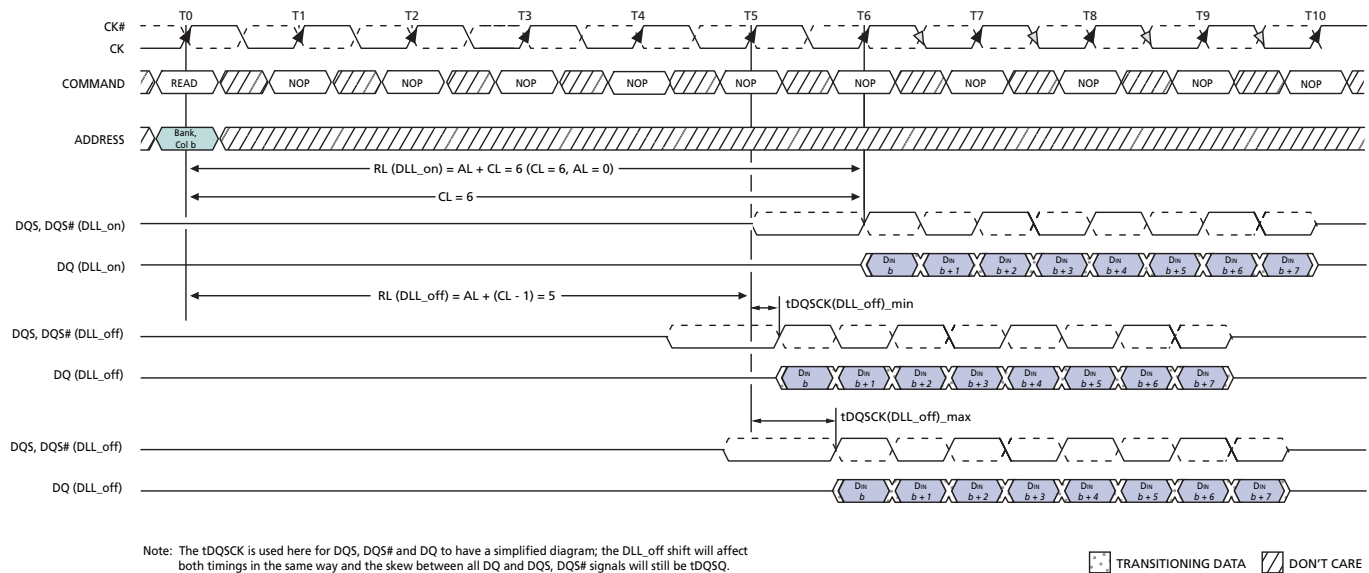 T0 T1 T2 T3 T4 T5 T6 T7 T8 T9 T10
CK#
CK
COMMAND READ NOP NOP NOP NOP NOP NOP NOP NOP NOP NOP
ADDRESS
Bank,
Col b
RL (DLL_on) = AL + CL = 6 (CL = 6, AL = 0)
CL = 6
DQS, DQS# (DLL_on)
DQ (DLL_on)
DIN DIN DIN DIN DIN DIN DIN DIN
b b + 1 b + 2 b + 3 b + 4 b + 5 b + 6 b + 7
RL (DLL_off) = AL + (CL - 1) = 5
tDQSCK(DLL_off)_min
DQS, DQS# (DLL_off)
DQ (DLL_off)
DIN DIN DIN DIN DIN DIN DIN DIN
b b + 1 b + 2 b + 3 b + 4 b + 5 b + 6 b + 7
tDQSCK(DLL_off)_max
DQS, DQS# (DLL_off)
DQ (DLL_off)
DIN DIN DIN DIN DIN DIN DIN DIN
b b + 1 b + 2 b + 3 b + 4 b + 5 b + 6 b + 7
Note: The tDQSCK is used here for DQS, DQS# and DQ to have a simplified diagram; the DLL_off shift will affect
both timings in the same way and the skew between all DQ and DQS, DQS# signals will still be tDQSQ.
TRANSITIONING DATA DON'T CARE